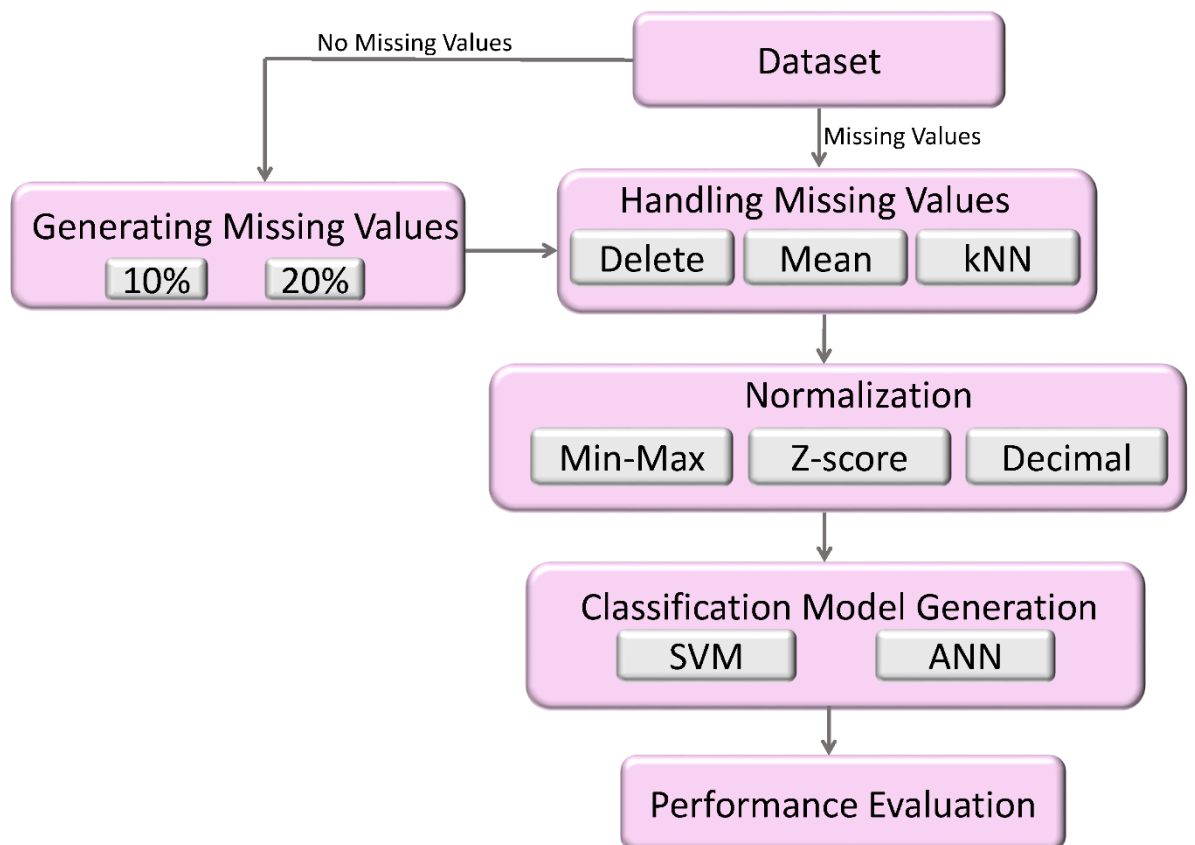 No Missing Values
Dataset
Missing Values
Generating Missing Values
10% 20%
Handling Missing Values
Delete Mean kNN
Normalization
Min-Max Z-score Decimal
Classification Model Generation
SVM ANN
Performance Evaluation